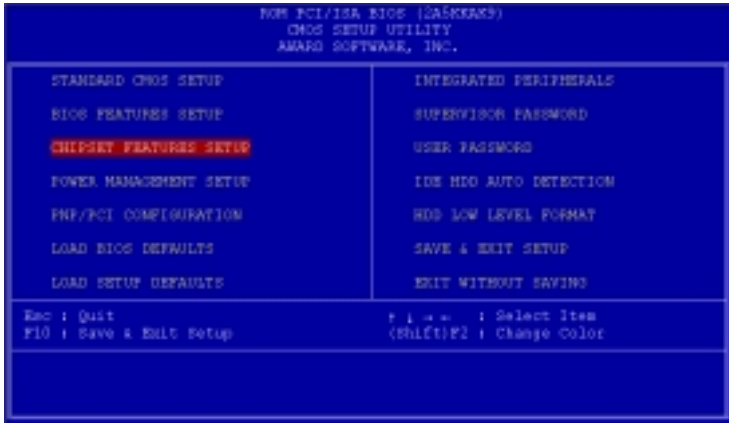 ROM PCI/ISA BIOS (2A5KKAK9)
CMOS SETUP UTILITY
AWARD SOFTWARE, INC.
STANDARD CMOS SETUP
BIOS FEATURES SETUP
CHIPSET FEATURES SETUP
POWER MANAGEMENT SETUP
PNP/PCI CONFIGURATION
LOAD BIOS DEFAULTS
LOAD SETUP DEFAULTS
INTEGRATED PERIPHERALS
SUPERVISOR PASSWORD
USER PASSWORD
IDE HDD AUTO DETECTION
HDD LOW LEVEL FORMAT
SAVE & EXIT SETUP
EXIT WITHOUT SAVING
Esc : Quit
F10 : Save & Exit Setup
↑ ↓ → ← : Select Item
(Shift)F2 : Change Color